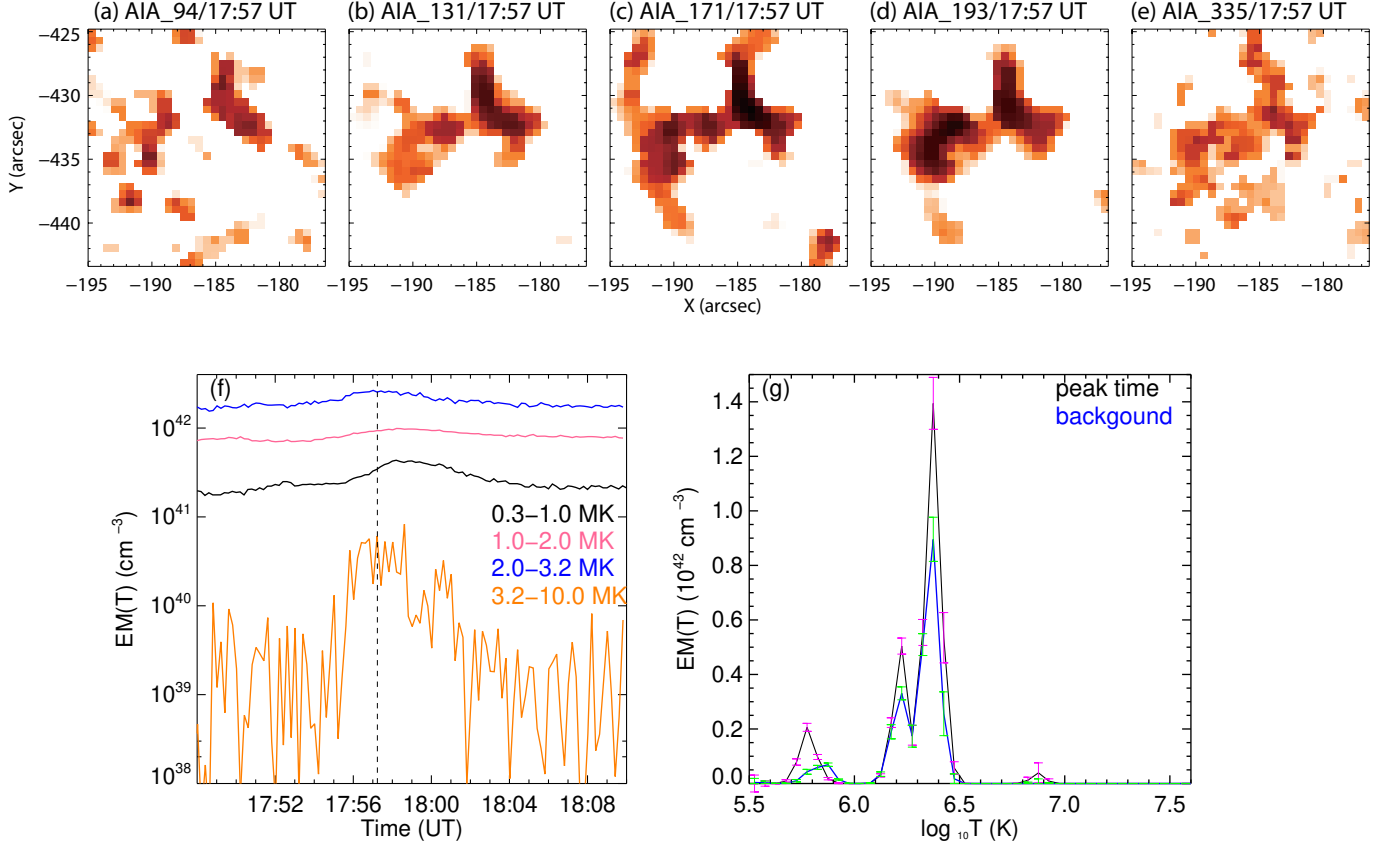 (a) AIA_94/17:57 UT
(b) AIA_131/17:57 UT
(c) AIA_171/17:57 UT
(d) AIA_193/17:57 UT
(e) AIA_335/17:57 UT
−425
−430
−435
−440
Y (arcsec)
−195 −190 −185 −180
−195 −190 −185 −180
−195 −190 −185 −180
−195 −190 −185 −180
−195 −190 −185 −180
X (arcsec)
(f)
10^42
10^41
10^40
10^39
10^38
EM(T) (cm −3)
0.3−1.0 MK
1.0−2.0 MK
2.0−3.2 MK
3.2−10.0 MK
17:52 17:56 18:00 18:04 18:08
Time (UT)
(g)
peak time
backgound
1.4
1.2
1.0
0.8
0.6
0.4
0.2
0.0
EM(T) (10^42 cm −3)
5.5 6.0 6.5 7.0 7.5
log 10 T (K)